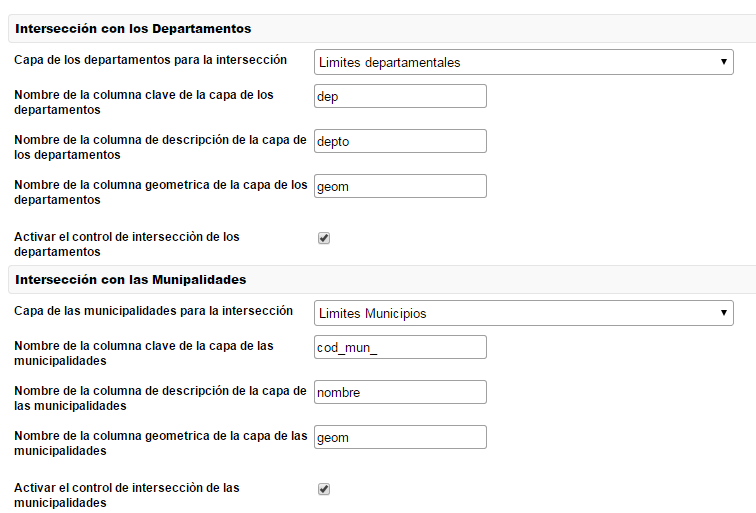 Intersección con los Departamentos
Capa de los departamentos para la intersección
Limites departamentales
Nombre de la columna clave de la capa de los
departamentos
dep
Nombre de la columna de descripción de la capa de
los departamentos
depto
Nombre de la columna geometrica de la capa de los
departamentos
geom
Activar el control de intersecciòn de los
departamentos
Intersección con las Munipalidades
Capa de las municipalidades para la intersección
Limites Municipios
Nombre de la columna clave de la capa de las
municipalidades
cod_mun_
Nombre de la columna de descripción de la capa de
las municipalidades
nombre
Nombre de la columna geometrica de la capa de las
municipalidades
geom
Activar el control de intersecciòn de las
municipalidades